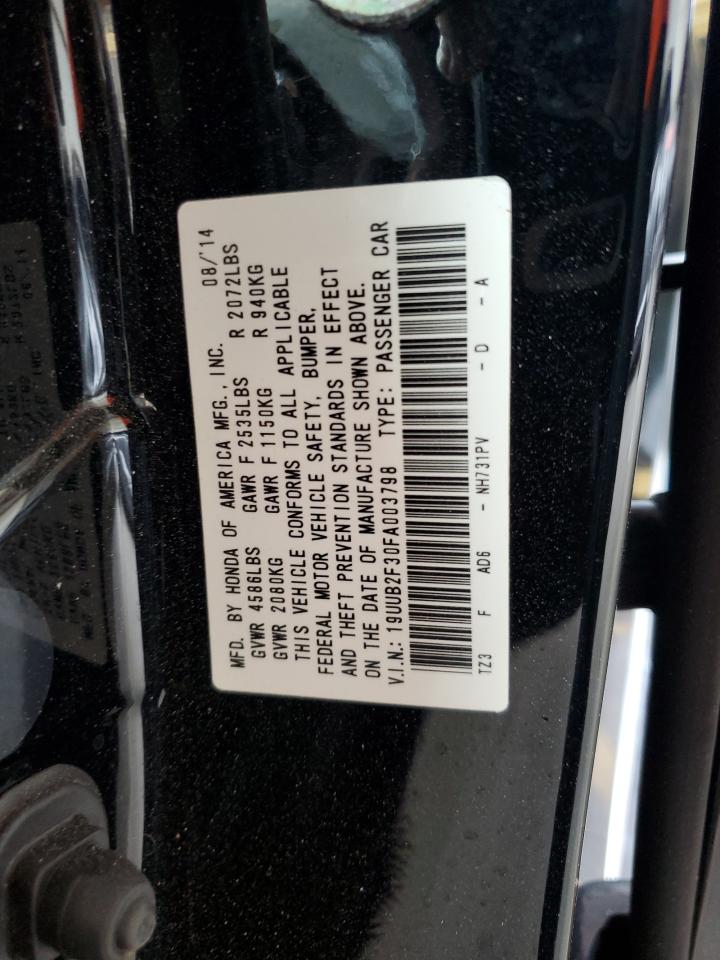 MFD. BY HONDA OF AMERICA MFG., INC. 08/'14
GVWR 4586LBS GAWR F 2535LBS R 2072LBS
GVWR 2080KG GAWR F 1150KG R 940KG
THIS VEHICLE CONFORMS TO ALL APPLICABLE
FEDERAL MOTOR VEHICLE SAFETY, BUMPER,
AND THEFT PREVENTION STANDARDS IN EFFECT
ON THE DATE OF MANUFACTURE SHOWN ABOVE.
V.I.N.: 19UUB2F30FA003798 TYPE: PASSENGER CAR
TZ3 F AD6 - NH731PV - D - A